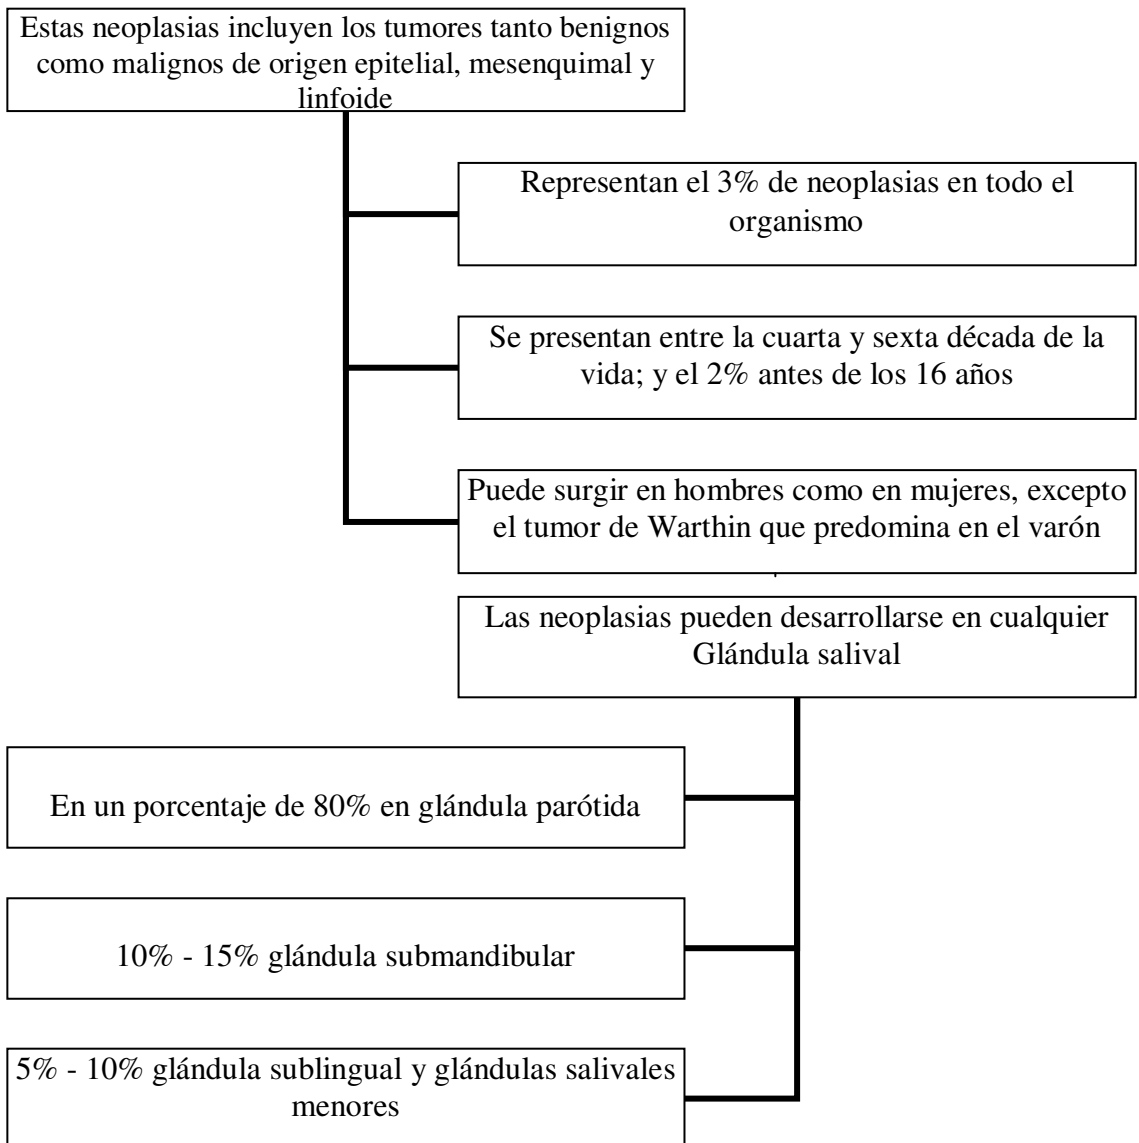 Estas neoplasias incluyen los tumores tanto benignos
como malignos de origen epitelial, mesenquimal y
linfoide
Representan el 3% de neoplasias en todo el
organismo
Se presentan entre la cuarta y sexta década de la
vida; y el 2% antes de los 16 años
Puede surgir en hombres como en mujeres, excepto
el tumor de Warthin que predomina en el varón
Las neoplasias pueden desarrollarse en cualquier
Glándula salival
En un porcentaje de 80% en glándula parótida
10% - 15% glándula submandibular
5% - 10% glándula sublingual y glándulas salivales
menores